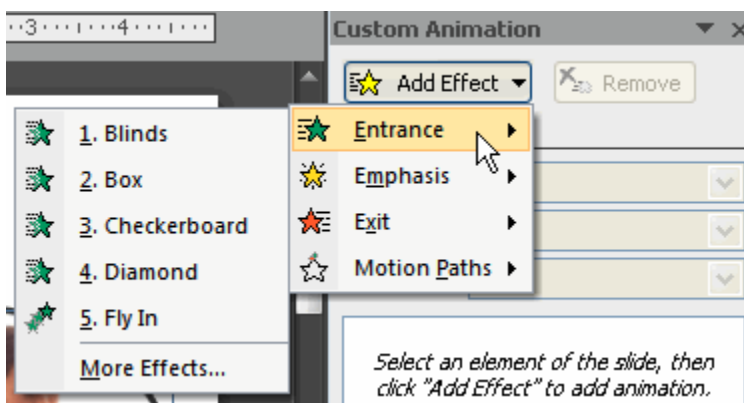 3 4
Custom Animation
Add Effect
Remove
1. Blinds
2. Box
3. Checkerboard
4. Diamond
5. Fly In
More Effects...
Entrance
Emphasis
Exit
Motion Paths
Select an element of the slide, then
click "Add Effect" to add animation.